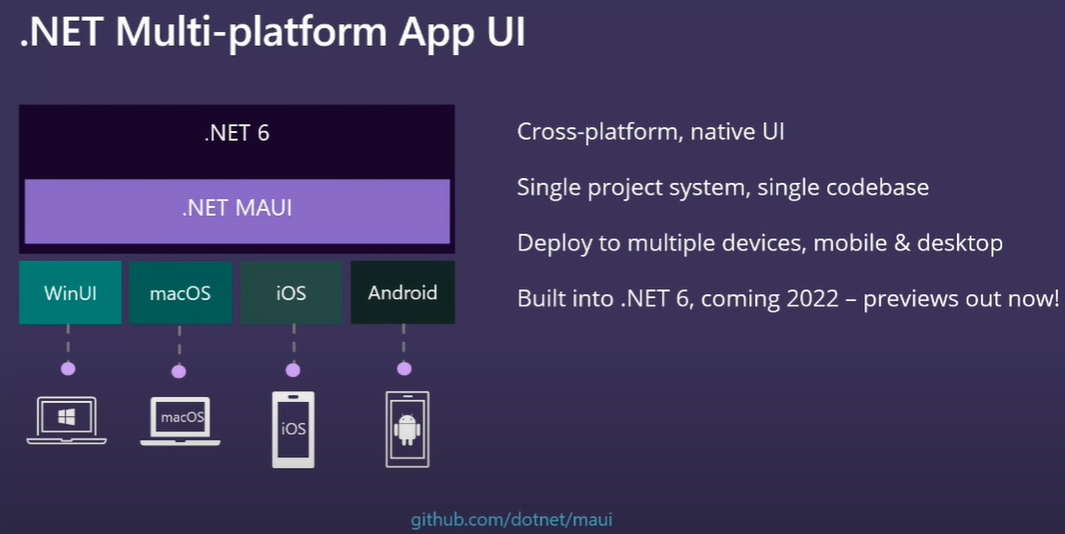 .NET Multi-platform App UI
.NET 6
.NET MAUI
WinUI
macOS
iOS
Android
macOS
iOS
Cross-platform, native UI
Single project system, single codebase
Deploy to multiple devices, mobile & desktop
Built into .NET 6, coming 2022 – previews out now!
github.com/dotnet/maui